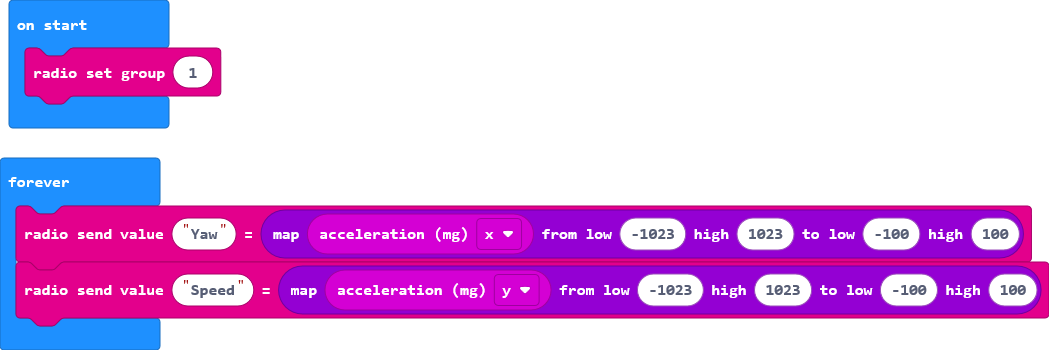 on start
radio set group 1
forever
radio send value "Yaw" = map acceleration (mg) x from low -1023 high 1023 to low -100 high 100
radio send value "Speed" = map acceleration (mg) y from low -1023 high 1023 to low -100 high 100